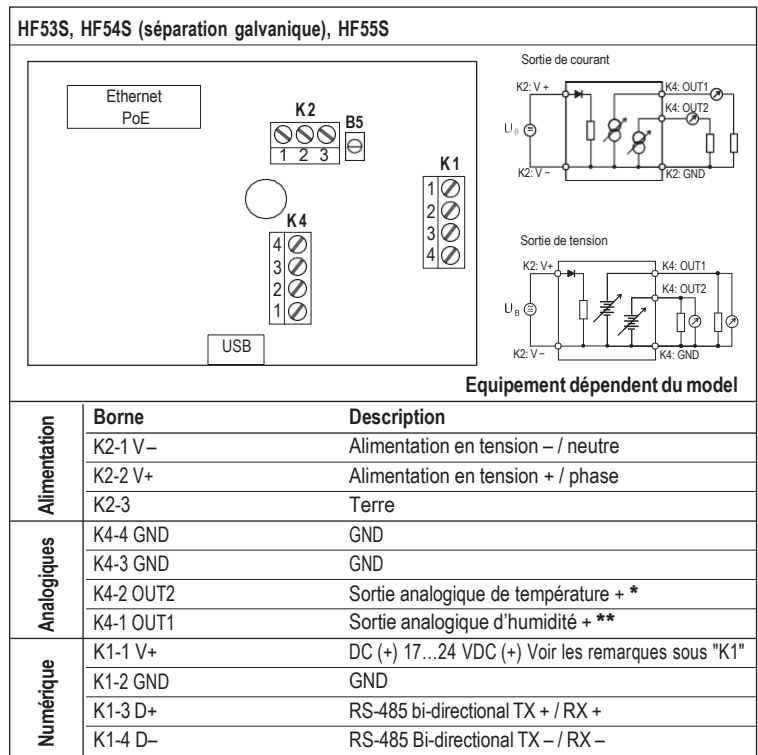 HF53S, HF54S (séparation galvanique), HF55S
Ethernet
PoE
K2
B5
1 2 3
K1
1
2
3
4
K4
4
3
2
1
USB
Sortie de courant
K2: V +
K4: OUT1
K4: OUT2
U B
K2: V –
K2: GND
Sortie de tension
K2: V+
K4: OUT1
K4: OUT2
U B
K2: V –
K4: GND
Equipement dépendent du model
Alimentation
Borne Description
K2-1 V– Alimentation en tension – / neutre
K2-2 V+ Alimentation en tension + / phase
K2-3 Terre
Analogiques
K4-4 GND GND
K4-3 GND GND
K4-2 OUT2 Sortie analogique de température + *
K4-1 OUT1 Sortie analogique d’humidité + **
Numérique
K1-1 V+ DC (+) 17…24 VDC (+) Voir les remarques sous "K1"
K1-2 GND GND
K1-3 D+ RS-485 bi-directional TX + / RX +
K1-4 D– RS-485 Bi-directional TX – / RX –